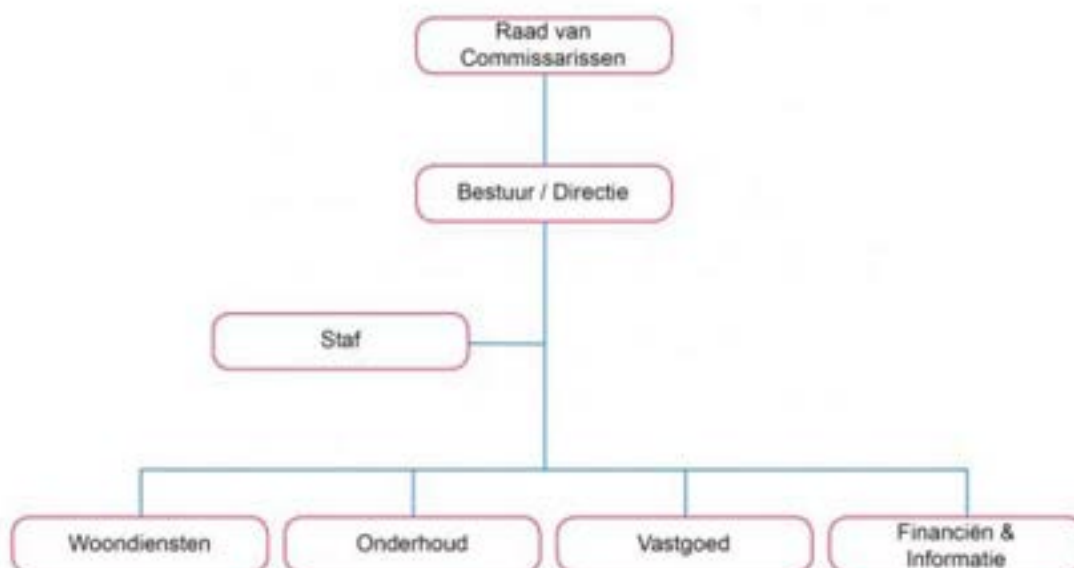 Raad van
Commissarissen
Bestuur / Directie
Staf
Woondiensten
Onderhoud
Vastgoed
Financiën &
Informatie